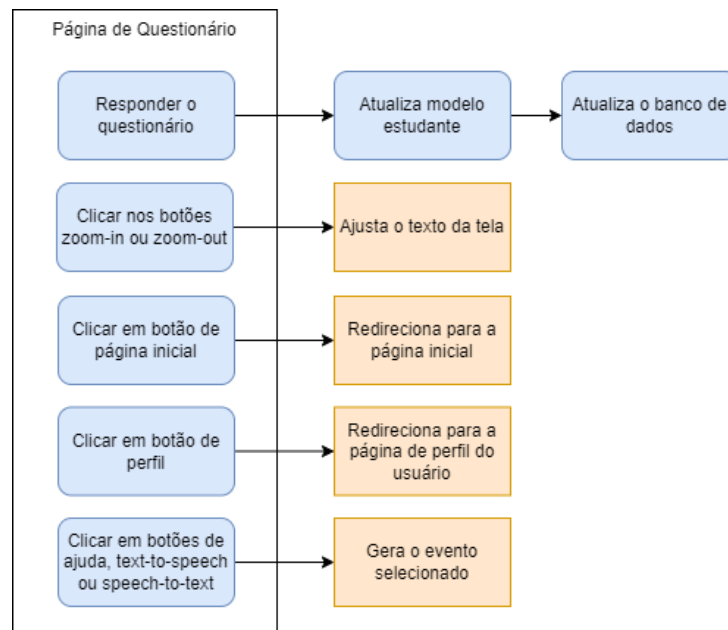 Página de Questionário
Responder o
questionário
Atualiza modelo
estudante
Atualiza o banco de
dados
Clicar nos botões
zoom-in ou zoom-out
Ajusta o texto da tela
Clicar em botão de
página inicial
Redireciona para a
página inicial
Clicar em botão de
perfil
Redireciona para a
página de perfil do
usuário
Clicar em botões de
ajuda, text-to-speech
ou speech-to-text
Gera o evento
selecionado